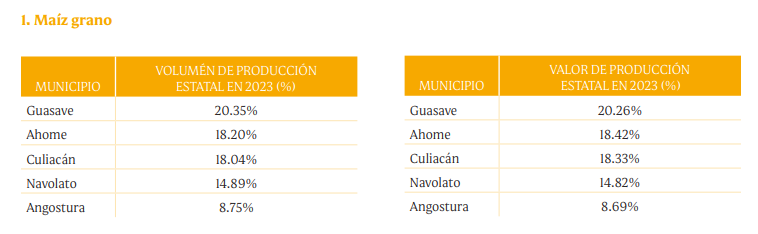 1. Maíz grano
MUNICIPIO
VOLUMÉN DE PRODUCCIÓN
ESTATAL EN 2023 (%)
Guasave 20.35%
Ahome 18.20%
Culiacán 18.04%
Navolato 14.89%
Angostura 8.75%
MUNICIPIO
VALOR DE PRODUCCIÓN
ESTATAL EN 2023 (%)
Guasave 20.26%
Ahome 18.42%
Culiacán 18.33%
Navolato 14.82%
Angostura 8.69%